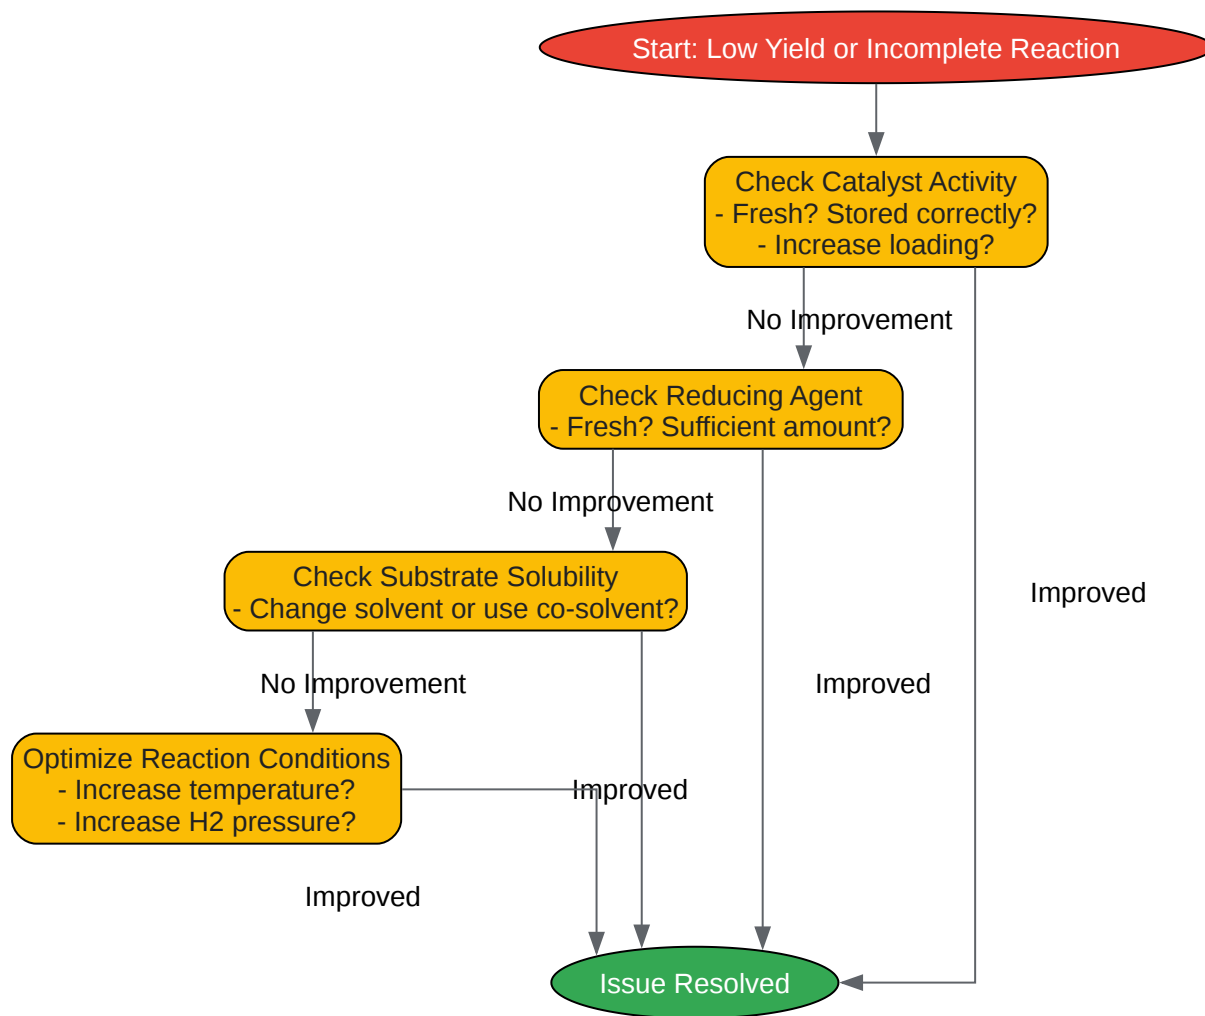 Start: Low Yield or Incomplete Reaction
Check Catalyst Activity
- Fresh? Stored correctly?
- Increase loading?
No Improvement
Check Reducing Agent
- Fresh? Sufficient amount?
No Improvement
Check Substrate Solubility
- Change solvent or use co-solvent?
Improved
No Improvement
Improved
Optimize Reaction Conditions
- Increase temperature?
- Increase H2 pressure?
Improved
Improved
Issue Resolved